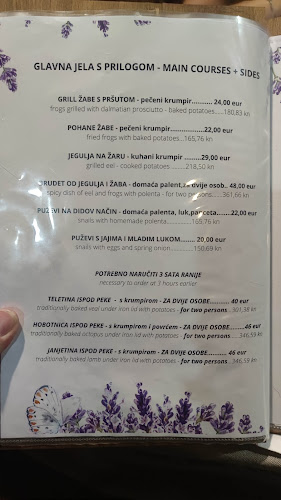 GLAVNA JELA S PRILOGOM - MAIN COURSES + SIDES
GRILL ŽABE S PRŠUTOM - pečeni krumpir........... 24,00 eur
frogs grilled with dalmatian prosciutto - baked potatoes......180,83 kn
POHANE ŽABE - pečeni krumpir ................22,00 eur
fried frogs with baked potatoes....165,76 kn
JEGULJA NA ŽARU - kuhani krumpir ........29,00 eur
grilled eel - cooked potatoes ..........218,50 kn
BRUDET OD JEGULJA I ŽABA - domaća palent,za dvije osob.. 48,00 eur
spicy dish of eel and frogs with polenta - for two persons.....361,66 kn
PUŽEVI NA DIDOV NAČIN - domaća palenta, luk,panceta.......22,00 eur
snails with homemade polenta.........165,76 kn
PUŽEVI S JAJIMA I MLADIM LUKOM....... 20,00 eur
snails with eggs and spring onion............150,69 kn
POTREBNO NARUČITI 3 SATA RANIJE
necessary to order at 3 hours earlier
TELETINA ISPOD PEKE - s krumpirom - ZA DVIJE OSOBE.......... 40 eur
traditionally baked veal under iron lid with potatoes - for two persons ...301,38 kn
HOBOTNICA ISPOD PEKE - s krumpirom i povrćem - ZA DVIJE OSOBE........46 eur
traditionally baked octopus under iron lid with potatoes - for two persons........346,59 kn
JANJETINA ISPOD PEKE - s krumpirom - ZA DVIJE OSOBE.......... 46 eur
traditionally baked lamb under iron lid with potatoes - for two persons.......346,59 kn